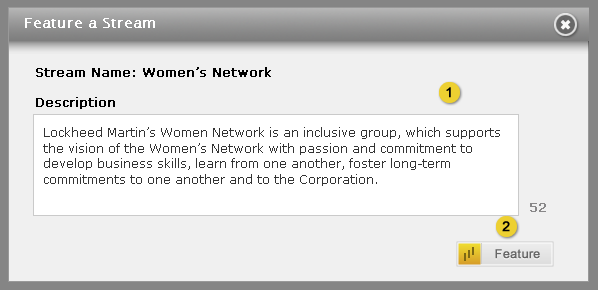 Feature a Stream
Stream Name: Women's Network
1
Description
Lockheed Martin's Women Network is an inclusive group, which supports
the vision of the Women's Network with passion and commitment to
develop business skills, learn from one another, foster long-term
commitments to one another and to the Corporation.
52
2
Feature